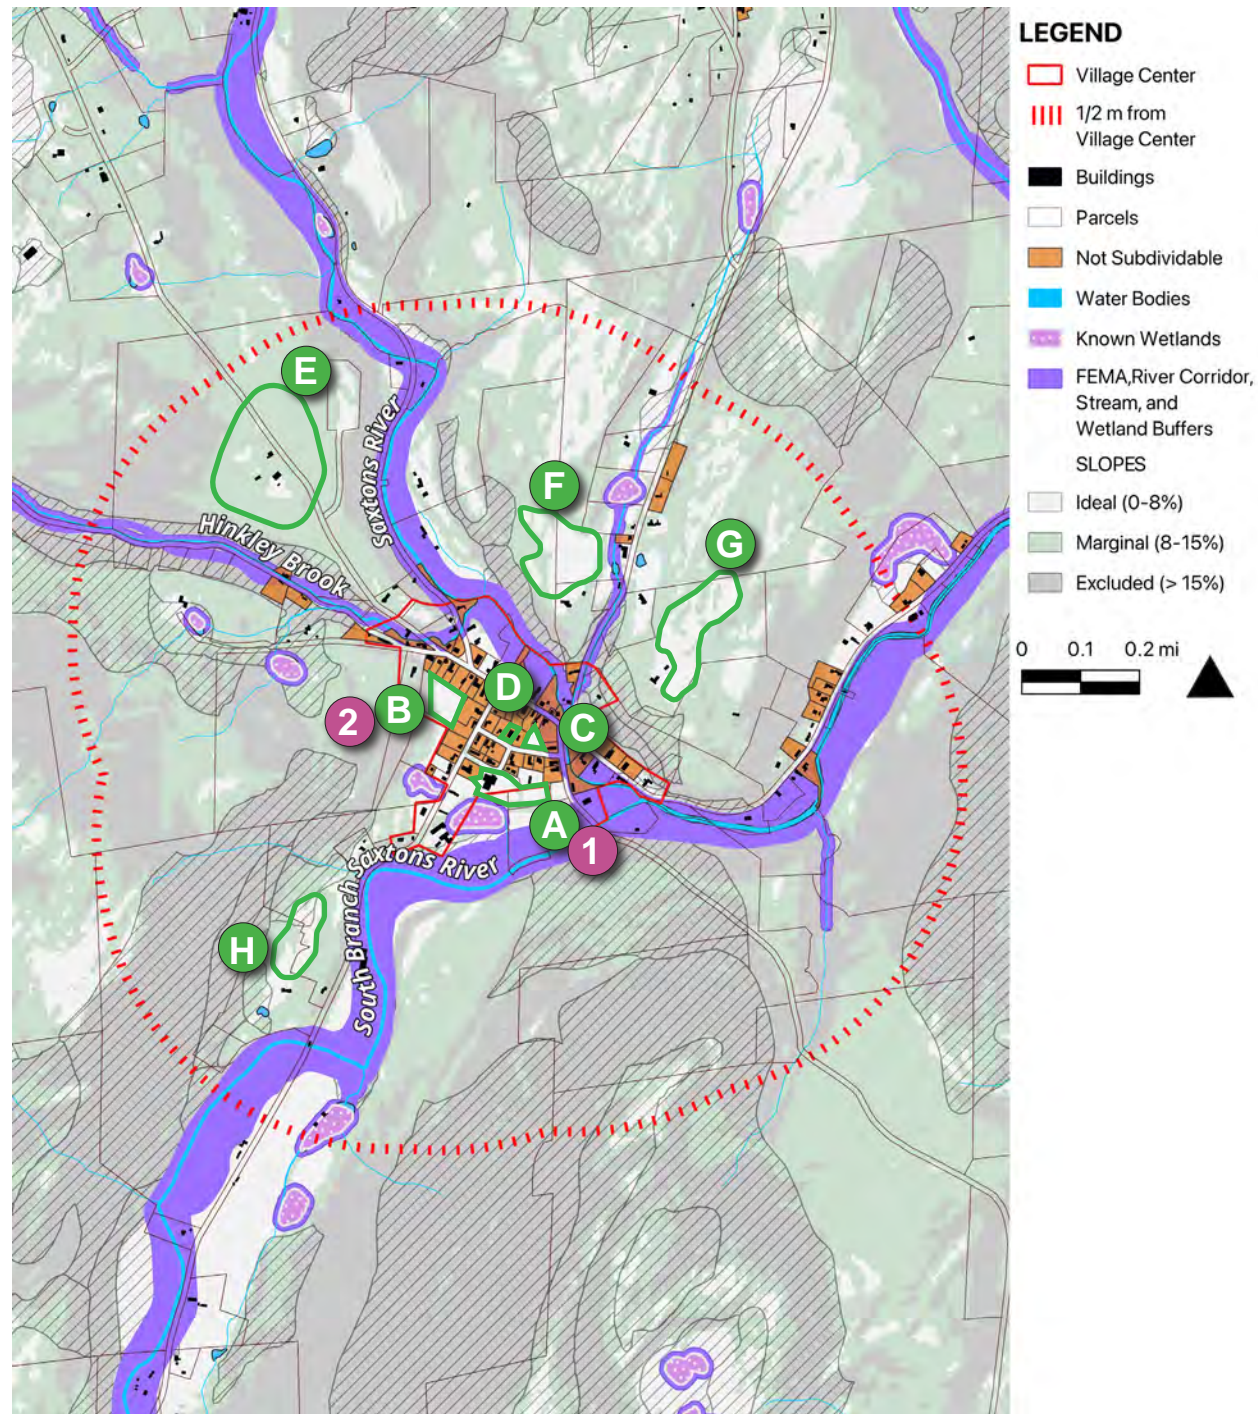 LEGEND
Village Center
1/2 m from
Village Center
Buildings
Parcels
Not Subdividable
Water Bodies
Known Wetlands
FEMA,River Corridor,
Stream, and
Wetland Buffers
SLOPES
Ideal (0-8%)
Marginal (8-15%)
Excluded (> 15%)
0 0.1 0.2 mi
E
Saxtons River
F
Hinkley Brook
G
D
B
2
C
A
1
Saxtons River
South Branch
H